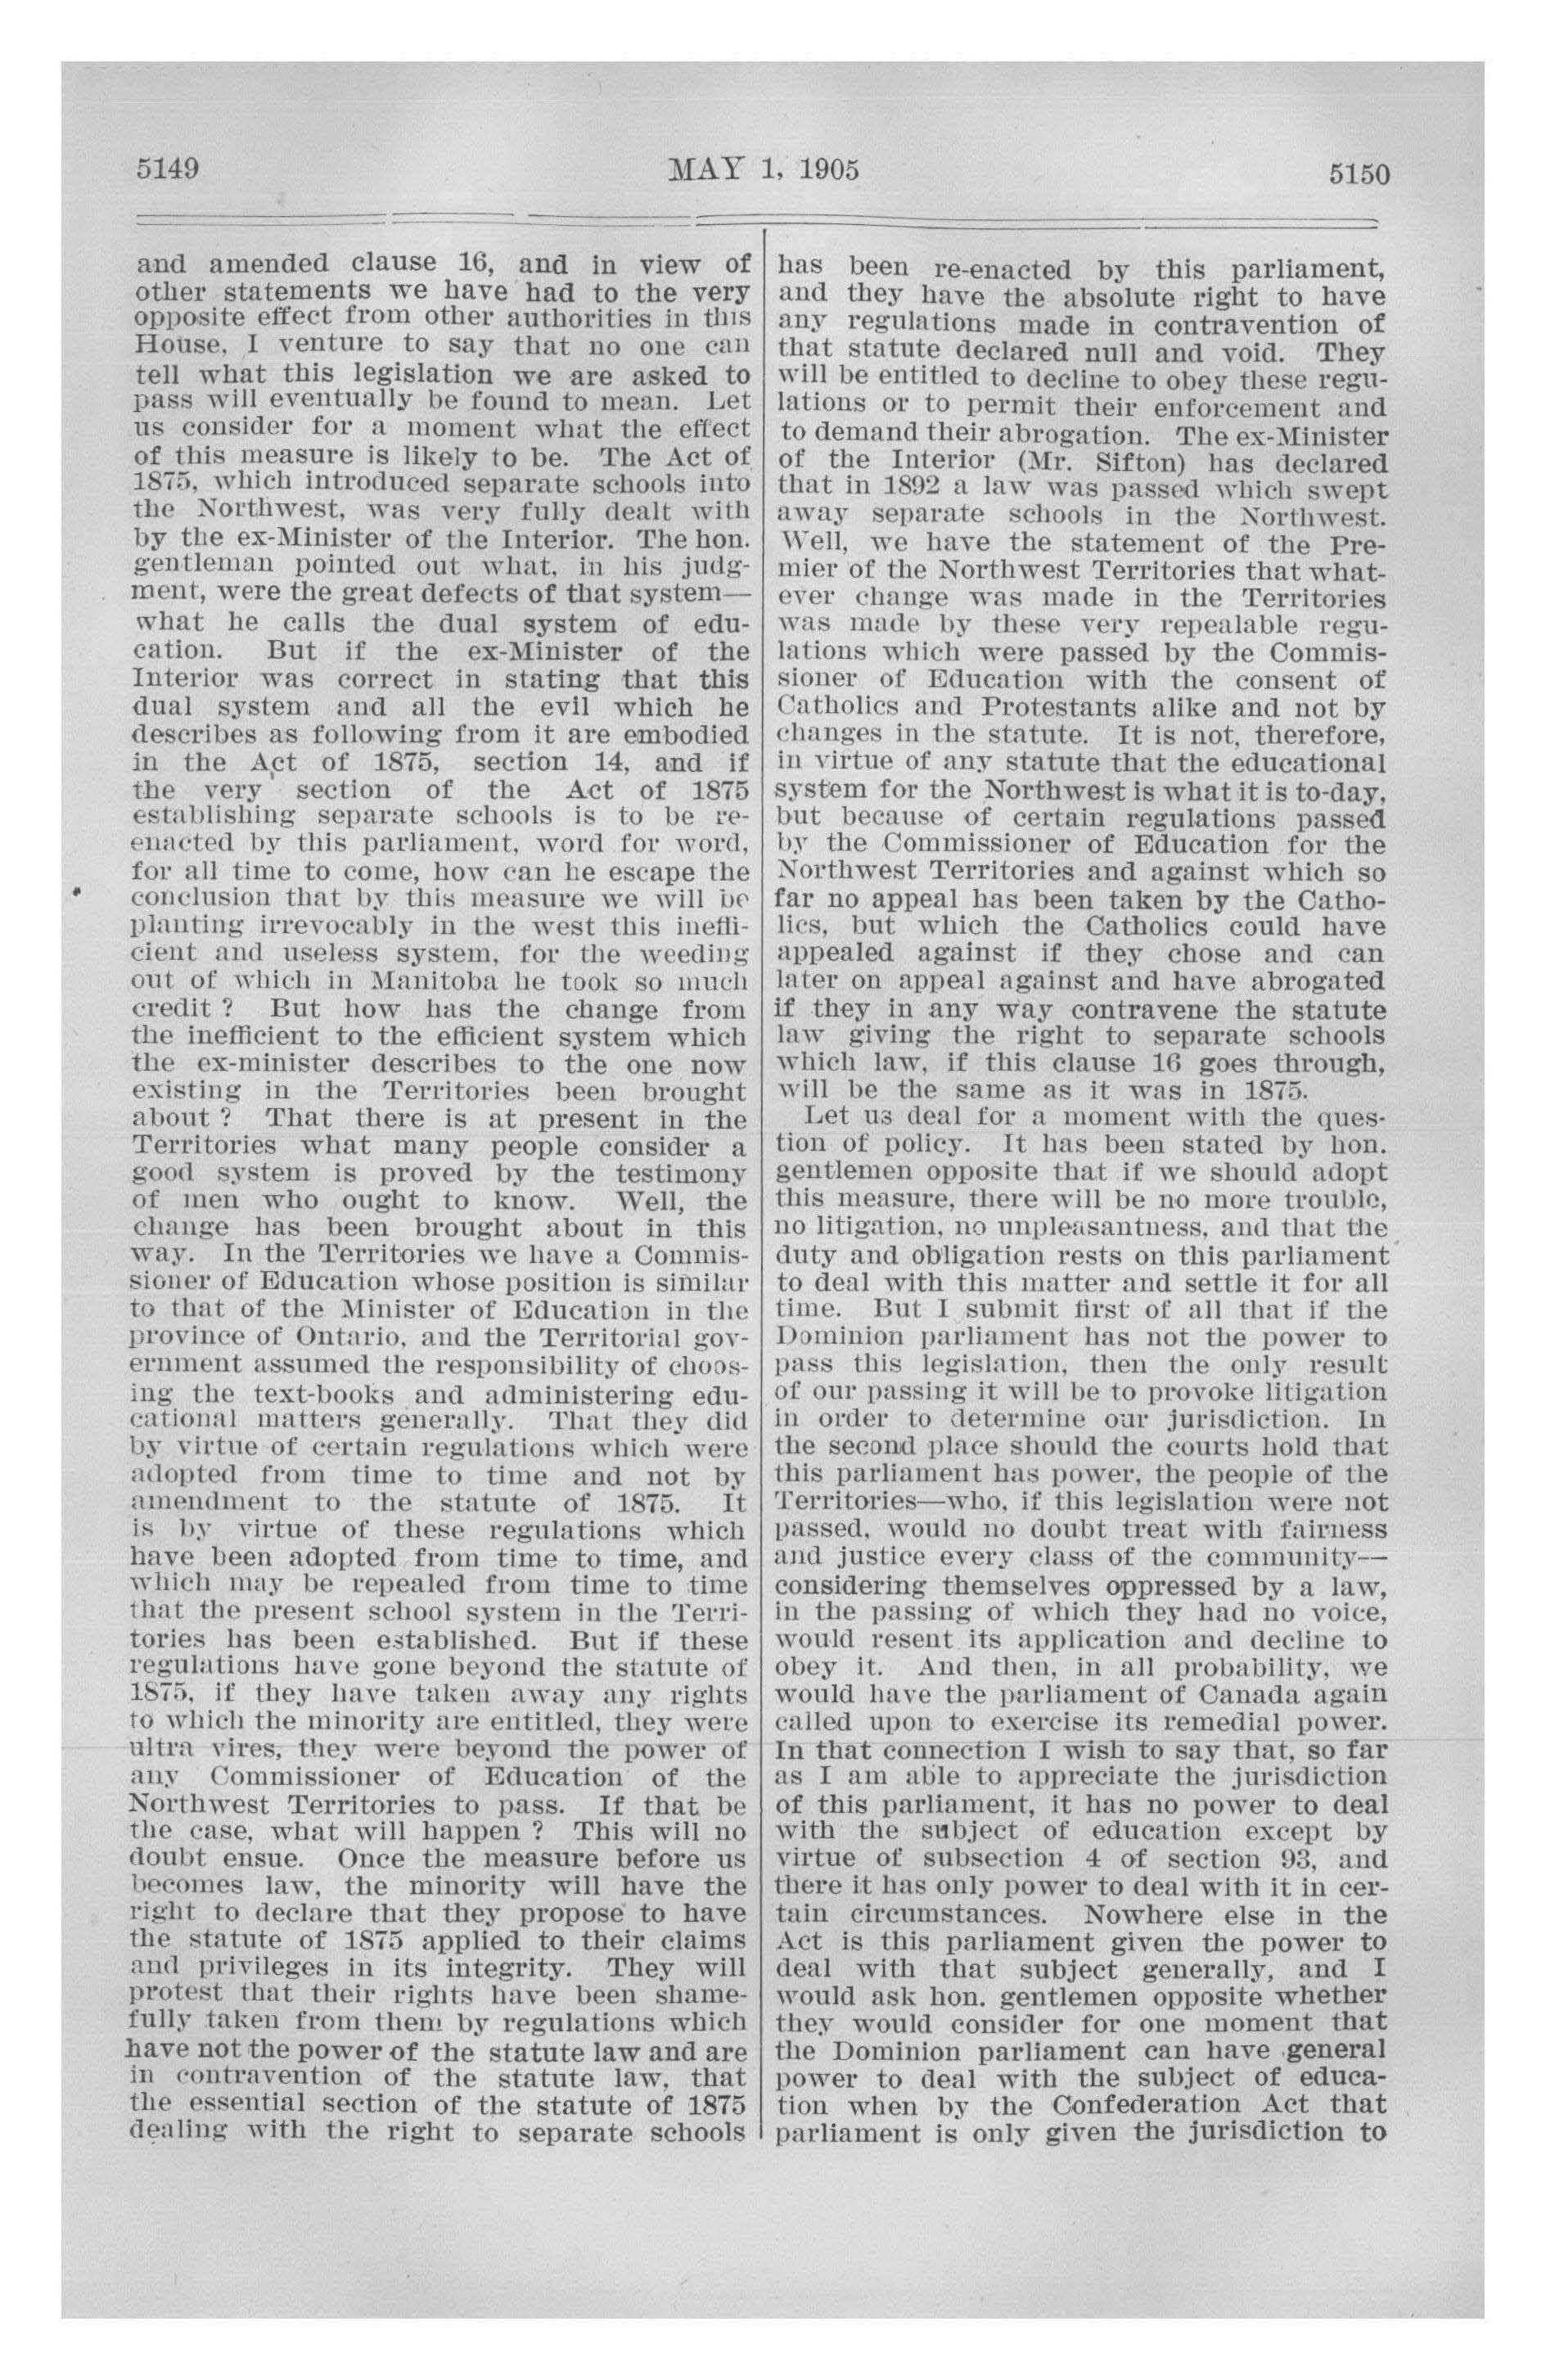 5149
MAY 1, 1905
5150
and amended clause 16, and in view of
other statements we have had to the very
opposite effect from other authorities in this
House, I venture to say that no one can
tell what this legislation we are asked to
pass will eventually be found to mean. Let
us consider for a moment what the effect
of this measure is likely to be. The Act of
1875, which introduced separate schools into
the Northwest, was very fully dealt with
by the ex-Minister of the Interior. The hon.
gentleman pointed out what, in his judg-
ment, were the great defects of that system—
what he calls the dual system of edu-
cation. But if the ex-Minister of the
Interior was correct in stating that this
dual system and all the evil which he
describes as following from it are embodied
in the Act of 1875, section 14, and if
the very section of the Act of 1875
establishing separate schools is to be re-
enacted by this parliament, word for word,
for all time to come, how can he escape the
conclusion that by this measure we will be
planting irrevocably in the west this ineffi-
cient and useless system, for the weeding
out of which in Manitoba he took so much
credit ? But how has the change from
the inefficient to the efficient system which
the ex-minister describes to the one now
existing in the Territories been brought
about ? That there is at present in the
Territories what many people consider a
good system is proved by the testimony
of men who ought to know. Well, the
change has been brought about in this
way. In the Territories we have a Commis-
sioner of Education whose position is similar
to that of the Minister of Education in the
province of Ontario, and the Territorial gov-
ernment assumed the responsibility of choos-
ing the text-books and administering edu-
cational matters generally. That they did
by virtue of certain regulations which were
adopted from time to time and not by
amendment to the statute of 1875. It
is by virtue of these regulations which
have been adopted from time to time, and
which may be repealed from time to time
that the present school system in the Terri-
tories has been established. But if these
regulations have gone beyond the statute of
1875, if they have taken away any rights
to which the minority are entitled, they were
ultra vires, they were beyond the power of
any Commissioner of Education of the
Northwest Territories to pass. If that be
the case, what will happen ? This will no
doubt ensue. Once the measure before us
becomes law, the minority will have the
right to declare that they propose to have
the statute of 1875 applied to their claims
and privileges in its integrity. They will
protest that their rights have been shame-
fully taken from them by regulations which
have not the power of the statute law and are
in contravention of the statute law, that
the essential section of the statute of 1875
dealing with the right to separate schools
has been re-enacted by this parliament,
and they have the absolute right to have
any regulations made in contravention of
that statute declared null and void. They
will be entitled to decline to obey these regu-
lations or to permit their enforcement and
to demand their abrogation. The ex-Minister
of the Interior (Mr. Sifton) has declared
that in 1892 a law was passed which swept
away separate schools in the Northwest.
Well, we have the statement of the Pre-
mier of the Northwest Territories that what-
ever change was made in the Territories
was made by these very repealable regu-
lations which were passed by the Commis-
sioner of Education with the consent of
Catholics and Protestants alike and not by
changes in the statute. It is not, therefore,
in virtue of any statute that the educational
system for the Northwest is what it is to-day,
but because of certain regulations passed
by the Commissioner of Education for the
Northwest Territories and against which so
far no appeal has been taken by the Catho-
lics, but which the Catholics could have
appealed against if they chose and can
later on appeal against and have abrogated
if they in any way contravene the statute
law giving the right to separate schools
which law, if this clause 16 goes through,
will be the same as it was in 1875.
Let us deal for a moment with the ques-
tion of policy. It has been stated by hon.
gentlemen opposite that if we should adopt
this measure, there will be no more trouble,
no litigation, no unpleasantness, and that the
duty and obligation rests on this parliament
to deal with this matter and settle it for all
time. But I submit first of all that if the
Dominion parliament has not the power to
pass this legislation, then the only result
of our passing it will be to provoke litigation
in order to determine our jurisdiction. In
the second place should the courts hold that
this parliament has power, the people of the
Territories—who, if this legislation were not
passed, would no doubt treat with fairness
and justice every class of the community—
considering themselves oppressed by a law,
in the passing of which they had no voice,
would resent its application and decline to
obey it. And then, in all probability, we
would have the parliament of Canada again
called upon to exercise its remedial power.
In that connection I wish to say that, so far
as I am able to appreciate the jurisdiction
of this parliament, it has no power to deal
with the subject of education except by
virtue of subsection 4 of section 93, and
there it has only power to deal with it in cer-
tain circumstances. Nowhere else in the
Act is this parliament given the power to
deal with that subject generally, and I
would ask hon. gentlemen opposite whether
they would consider for one moment that
the Dominion parliament can have general
power to deal with the subject of educa-
tion when by the Confederation Act that
parliament is only given the jurisdiction to